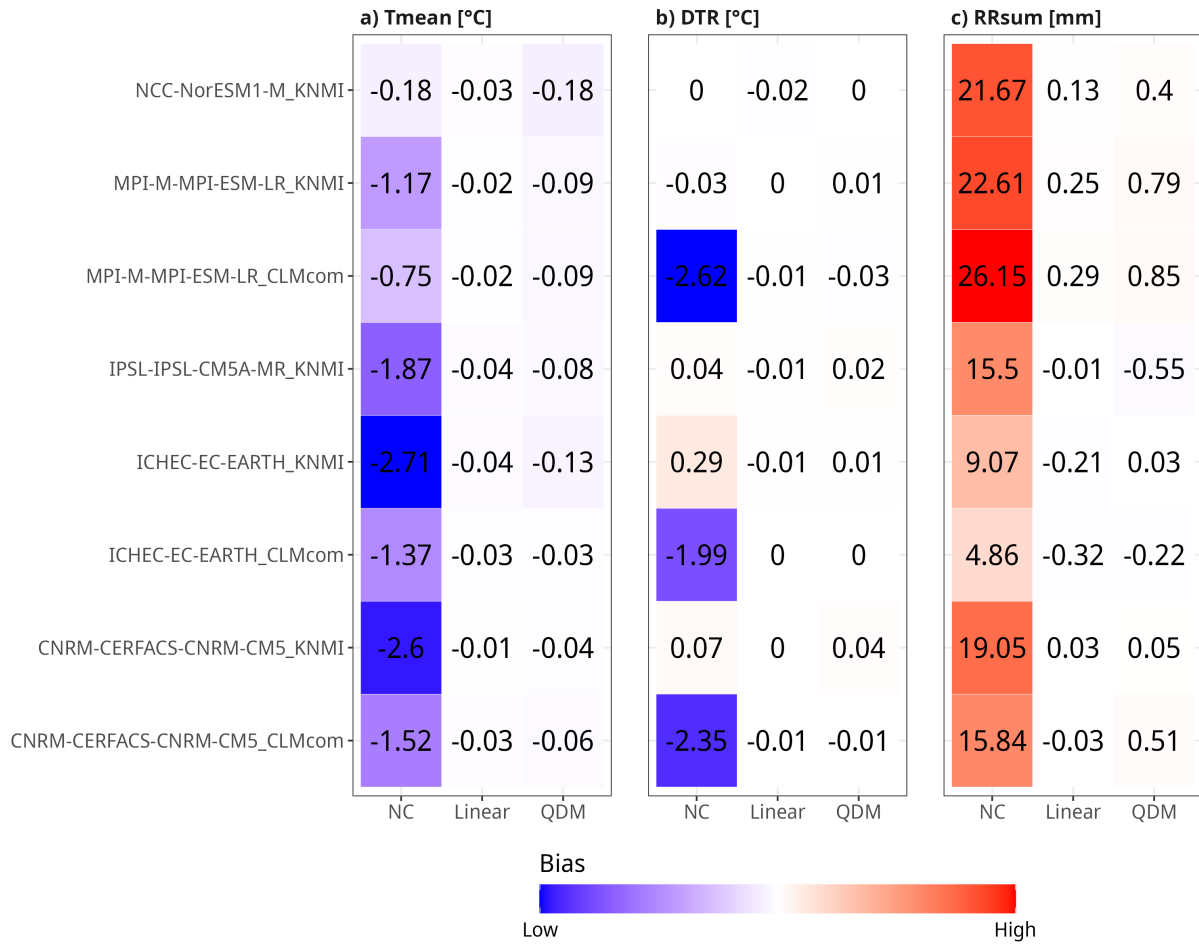 a) Tmean [°C] b) DTR [°C] c) RRsum [mm]
NCC-NorESM1-M_KNMI -0.18 -0.03 -0.18 0 -0.02 0 21.67 0.13 0.4
MPI-M-MPI-ESM-LR_KNMI -1.17 -0.02 -0.09 -0.03 0 0.01 22.61 0.25 0.79
MPI-M-MPI-ESM-LR_CLMcom -0.75 -0.02 -0.09 -2.62 -0.01 -0.03 26.15 0.29 0.85
IPSL-IPSL-CM5A-MR_KNMI -1.87 -0.04 -0.08 0.04 -0.01 0.02 15.5 -0.01 -0.55
ICHEC-EC-EARTH_KNMI -2.71 -0.04 -0.13 0.29 -0.01 0.01 9.07 -0.21 0.03
ICHEC-EC-EARTH_CLMcom -1.37 -0.03 -0.03 -1.99 0 0 4.86 -0.32 -0.22
CNRM-CERFACS-CNRM-CM5_KNMI -2.6 -0.01 -0.04 0.07 0 0.04 19.05 0.03 0.05
CNRM-CERFACS-CNRM-CM5_CLMcom -1.52 -0.03 -0.06 -2.35 -0.01 -0.01 15.84 -0.03 0.51
NC Linear QDM NC Linear QDM NC Linear QDM
Bias
Low High